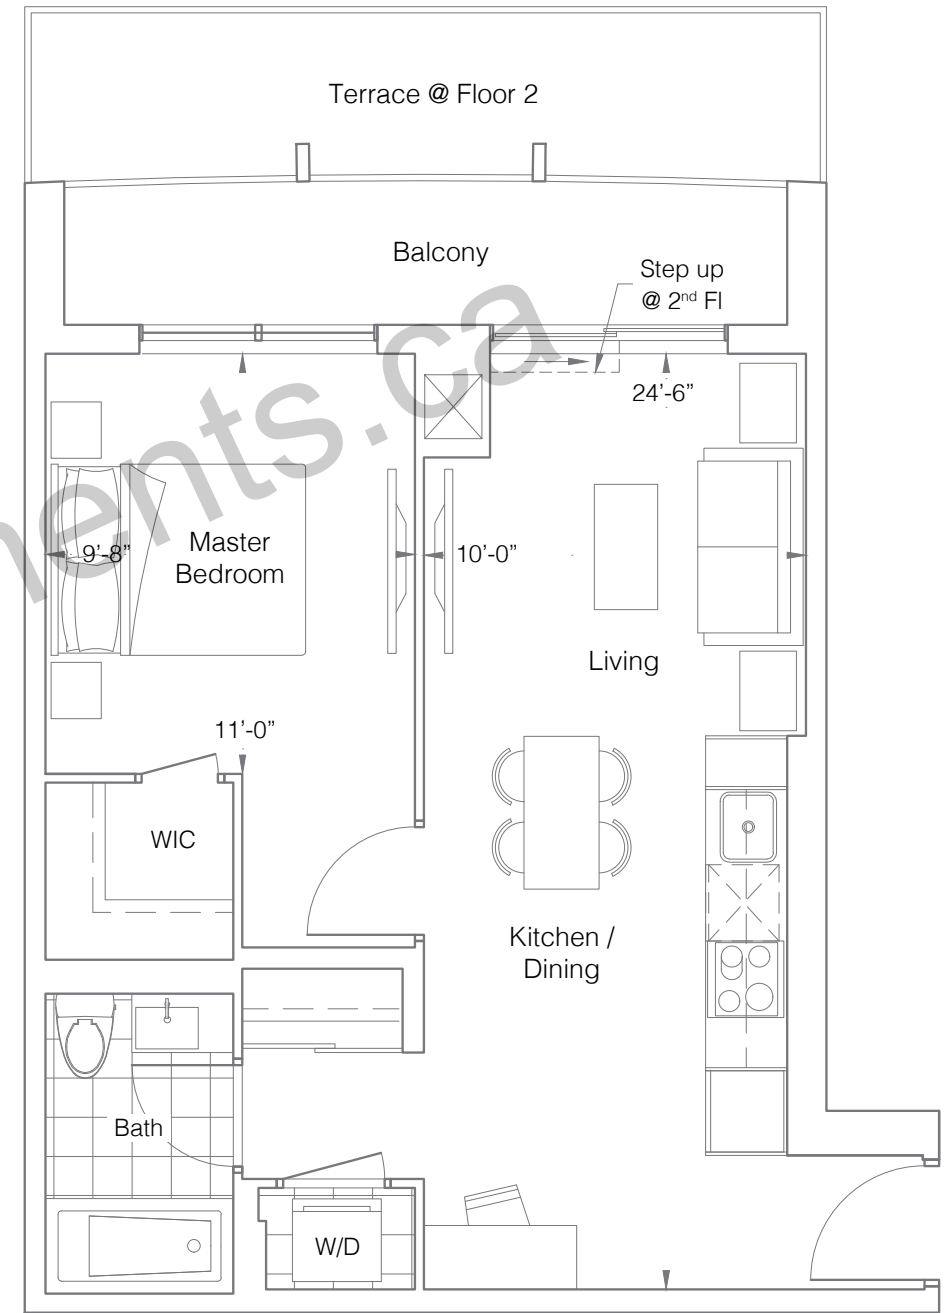 Terrace @ Floor 2
Balcony
Step up
@ 2nd Fl
24’-6”
9’-8”
Master
Bedroom
10’-0”
Living
11’-0”
WIC
Kitchen /
Dining
Bath
W/D
ments.ca